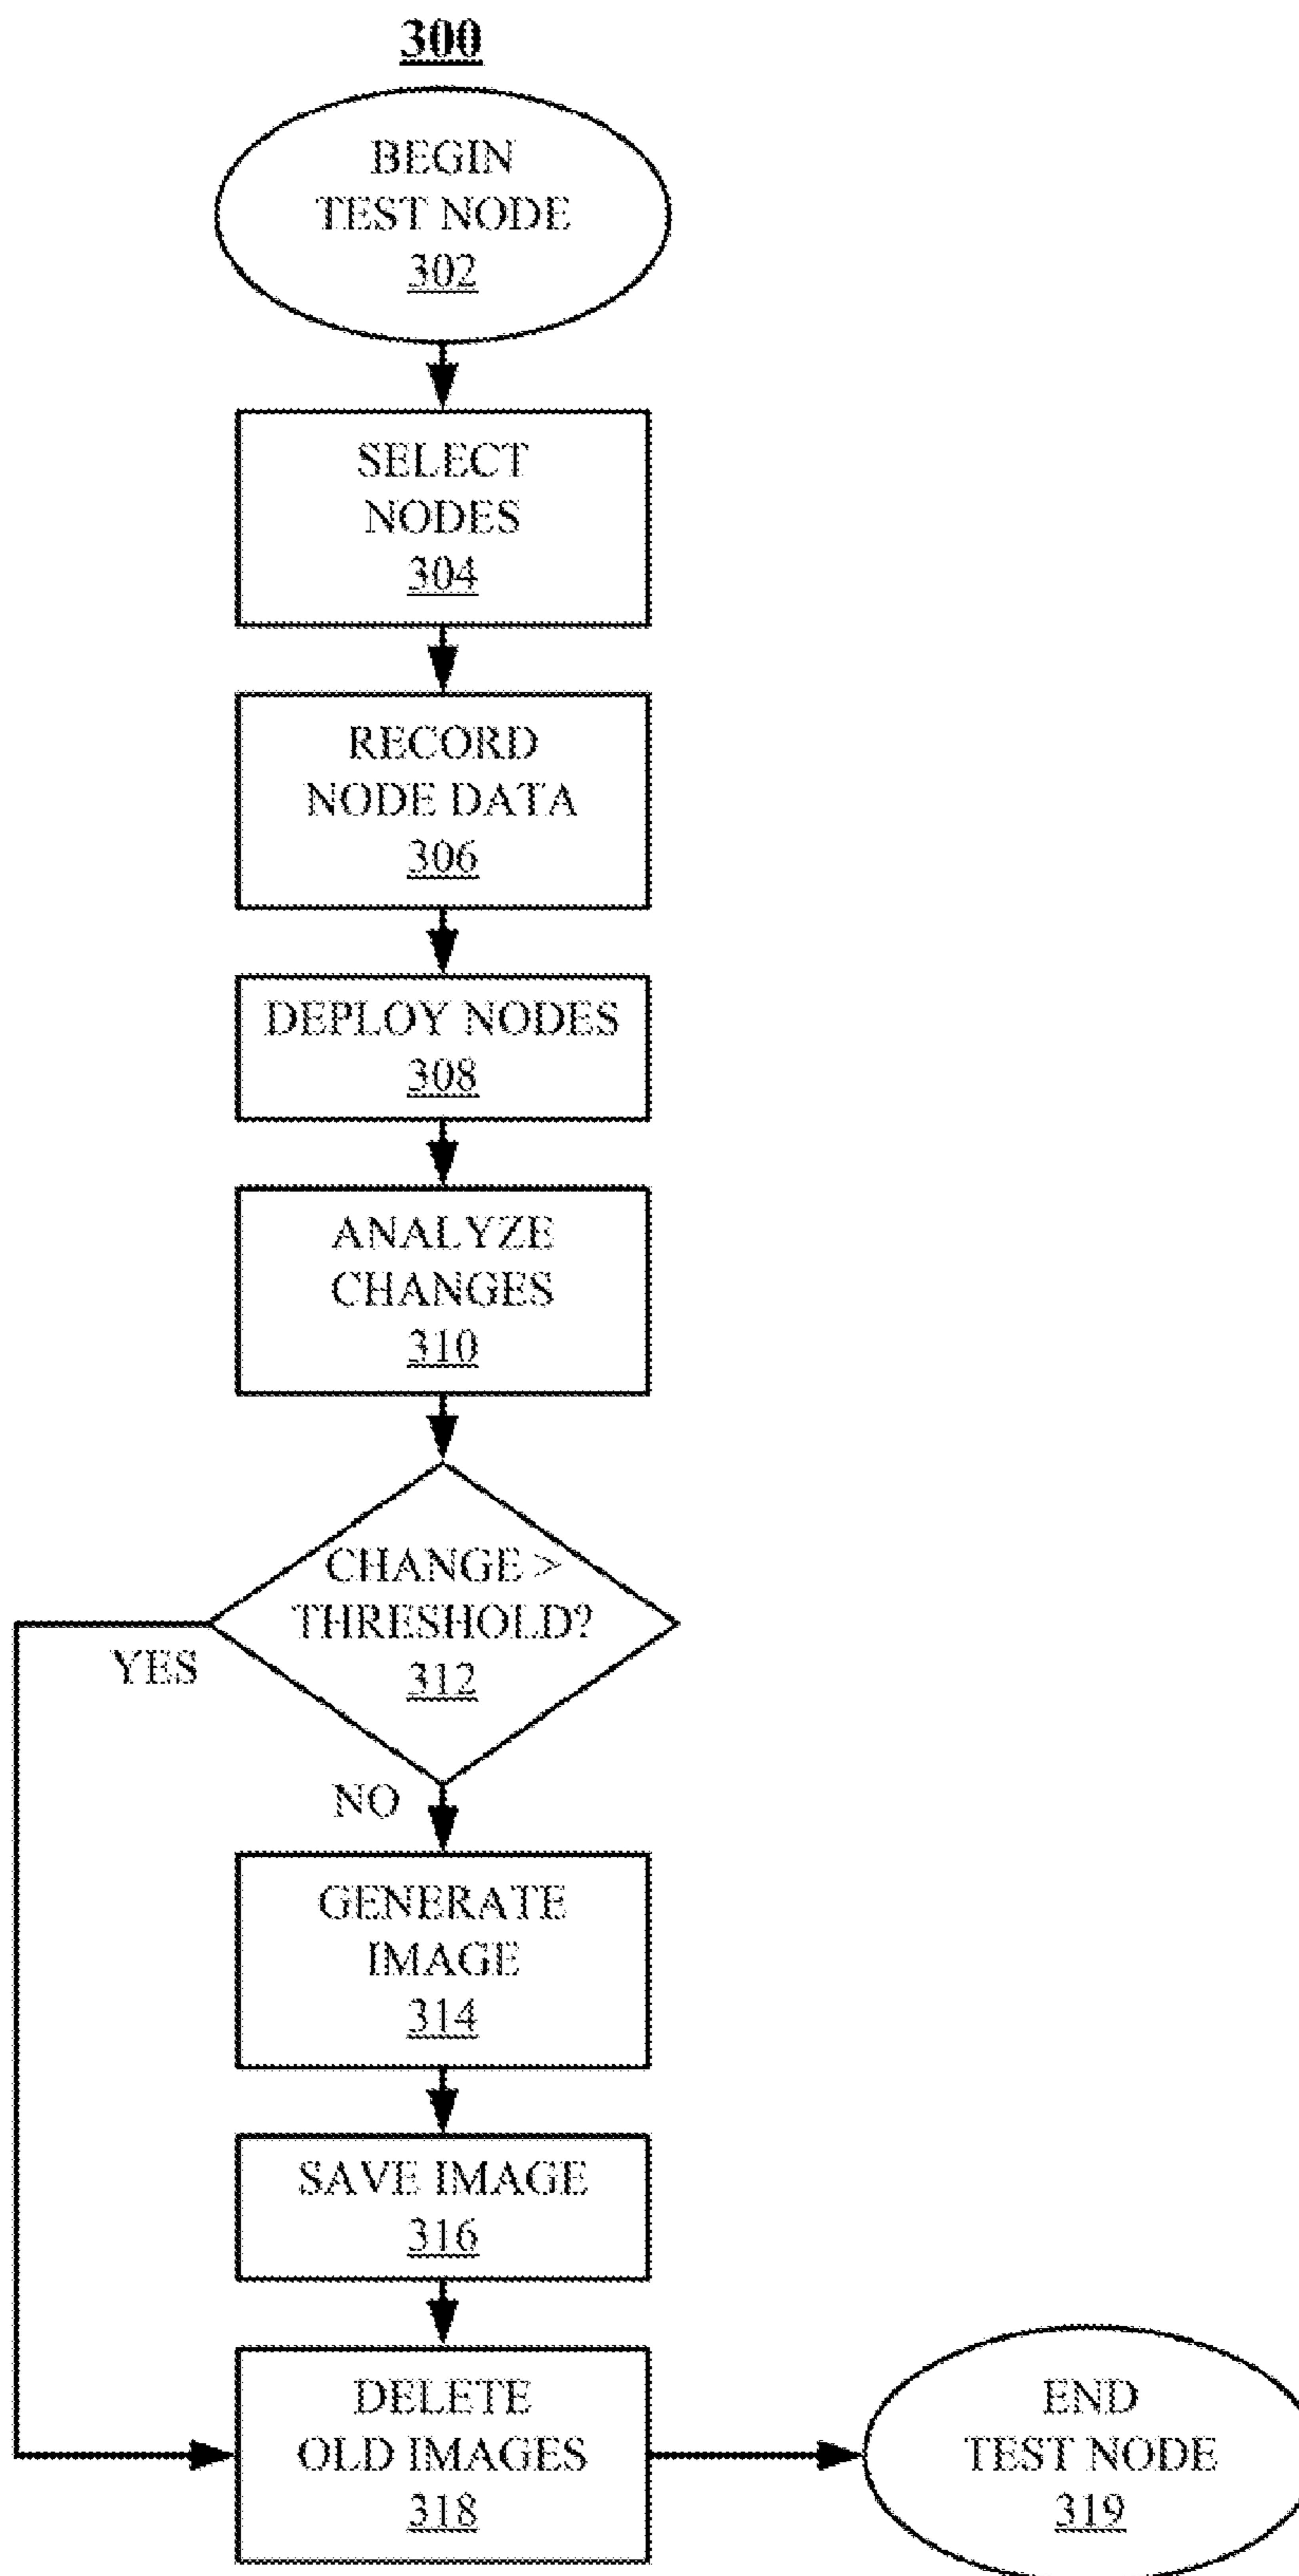 300
BEGIN
TEST NODE
302
SELECT
NODES
304
RECORD
NODE DATA
306
DEPLOY NODES
308
ANALYZE
CHANGES
310
CHANGE >
THRESHOLD?
312
YES
NO
GENERATE
IMAGE
314
SAVE IMAGE
316
DELETE
OLD IMAGES
318
END
TEST NODE
319